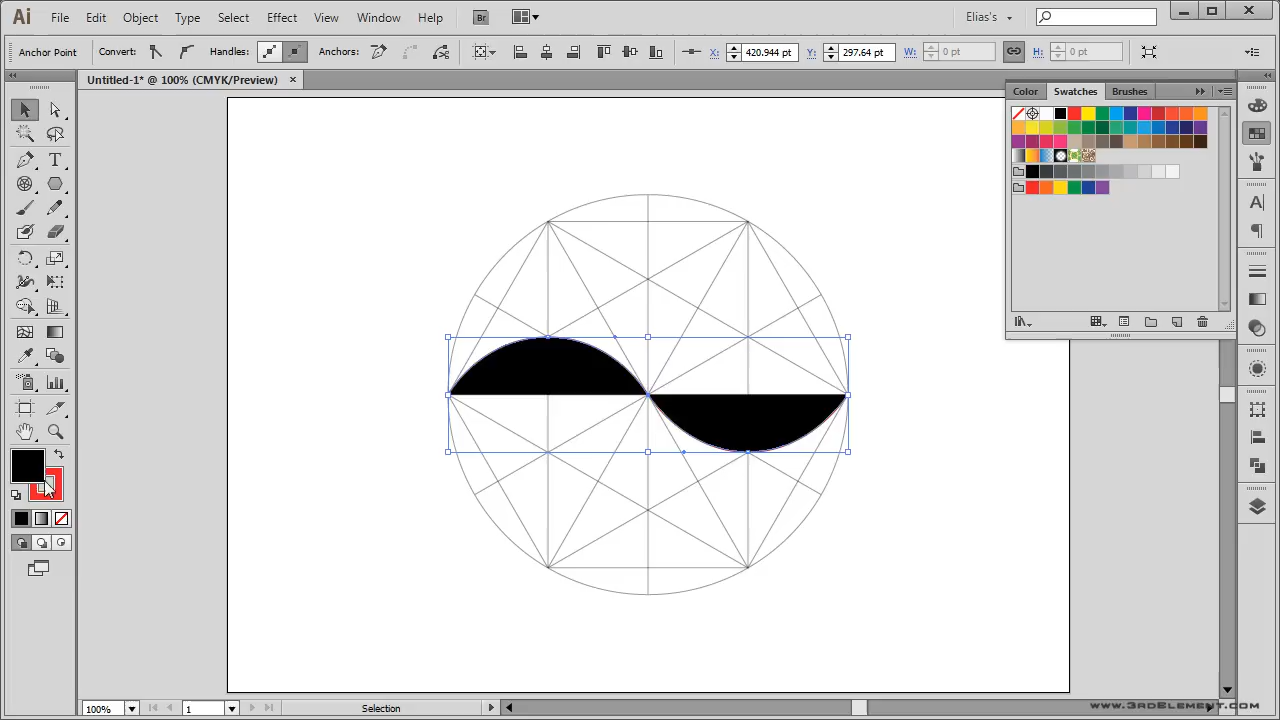 Ai File Edit Object Type Select Effect View Window Help Br Elias's
Anchor Point Convert: Handles: Anchors: X: 420.944 pt Y: 297.64 pt W: 0 pt H: 0 pt
Untitled-1* @ 100% (CMYK/Preview) ×
Color Swatches Brushes
100% 1 Selection
www.3rdElement.com